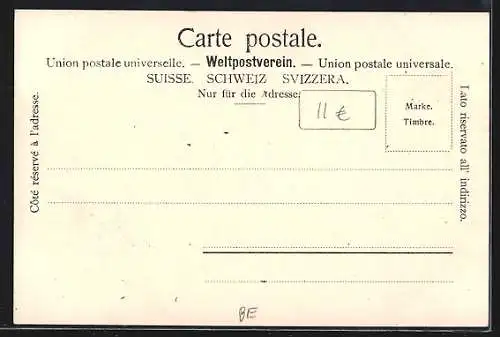 Carte postale.
Union postale universelle. — Weltpostverein. — Union postale universale.
SUISSE. SCHWEIZ SVIZZERA.
Nur für die Adresse.
11 €
Marke.
Timbre.
Côté réservé à l'adresse.
Lato riservato all' indirizzo.
BE